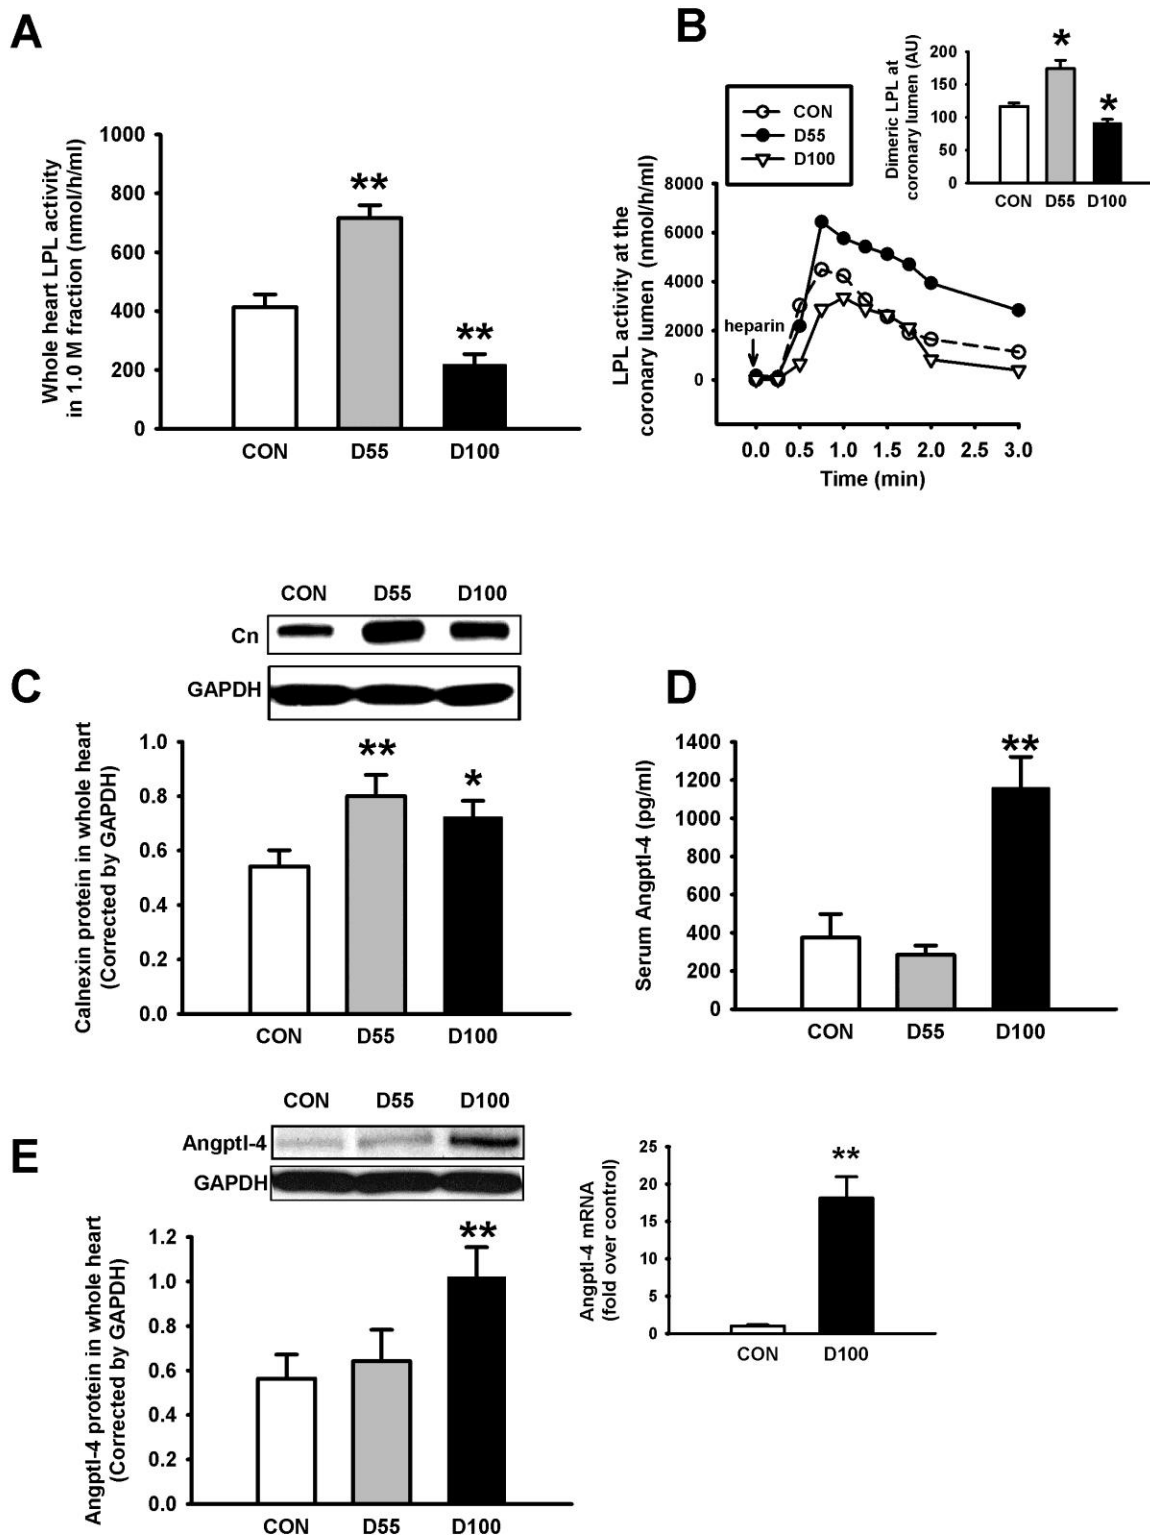 A
Whole heart LPL activity
in 1.0 M fraction (nmol/h/ml)
1000
800
600
400
200
0
**
**
CON D55 D100
B
CON
D55
D100
Dimeric LPL at
coronary lumen (AU)
200
150
100
50
0
*
*
CON D55 D100
LPL activity at the
coronary lumen (nmol/h/ml)
8000
6000
4000
2000
0
heparin
0.0 0.5 1.0 1.5 2.0 2.5 3.0
Time (min)
C
CON D55 D100
Cn
GAPDH
Calnexin protein in whole heart
(Corrected by GAPDH)
1.0
0.8
0.6
0.4
0.2
0.0
**
*
CON D55 D100
D
Serum Angptl-4 (pg/ml)
1400
1200
1000
800
600
400
200
0
**
CON D55 D100
E
CON D55 D100
Angptl-4
GAPDH
Angptl-4 protein in whole heart
(Corrected by GAPDH)
1.2
1.0
0.8
0.6
0.4
0.2
0.0
**
CON D55 D100
Angptl-4 mRNA
(fold over control)
25
20
15
10
5
0
**
CON D100